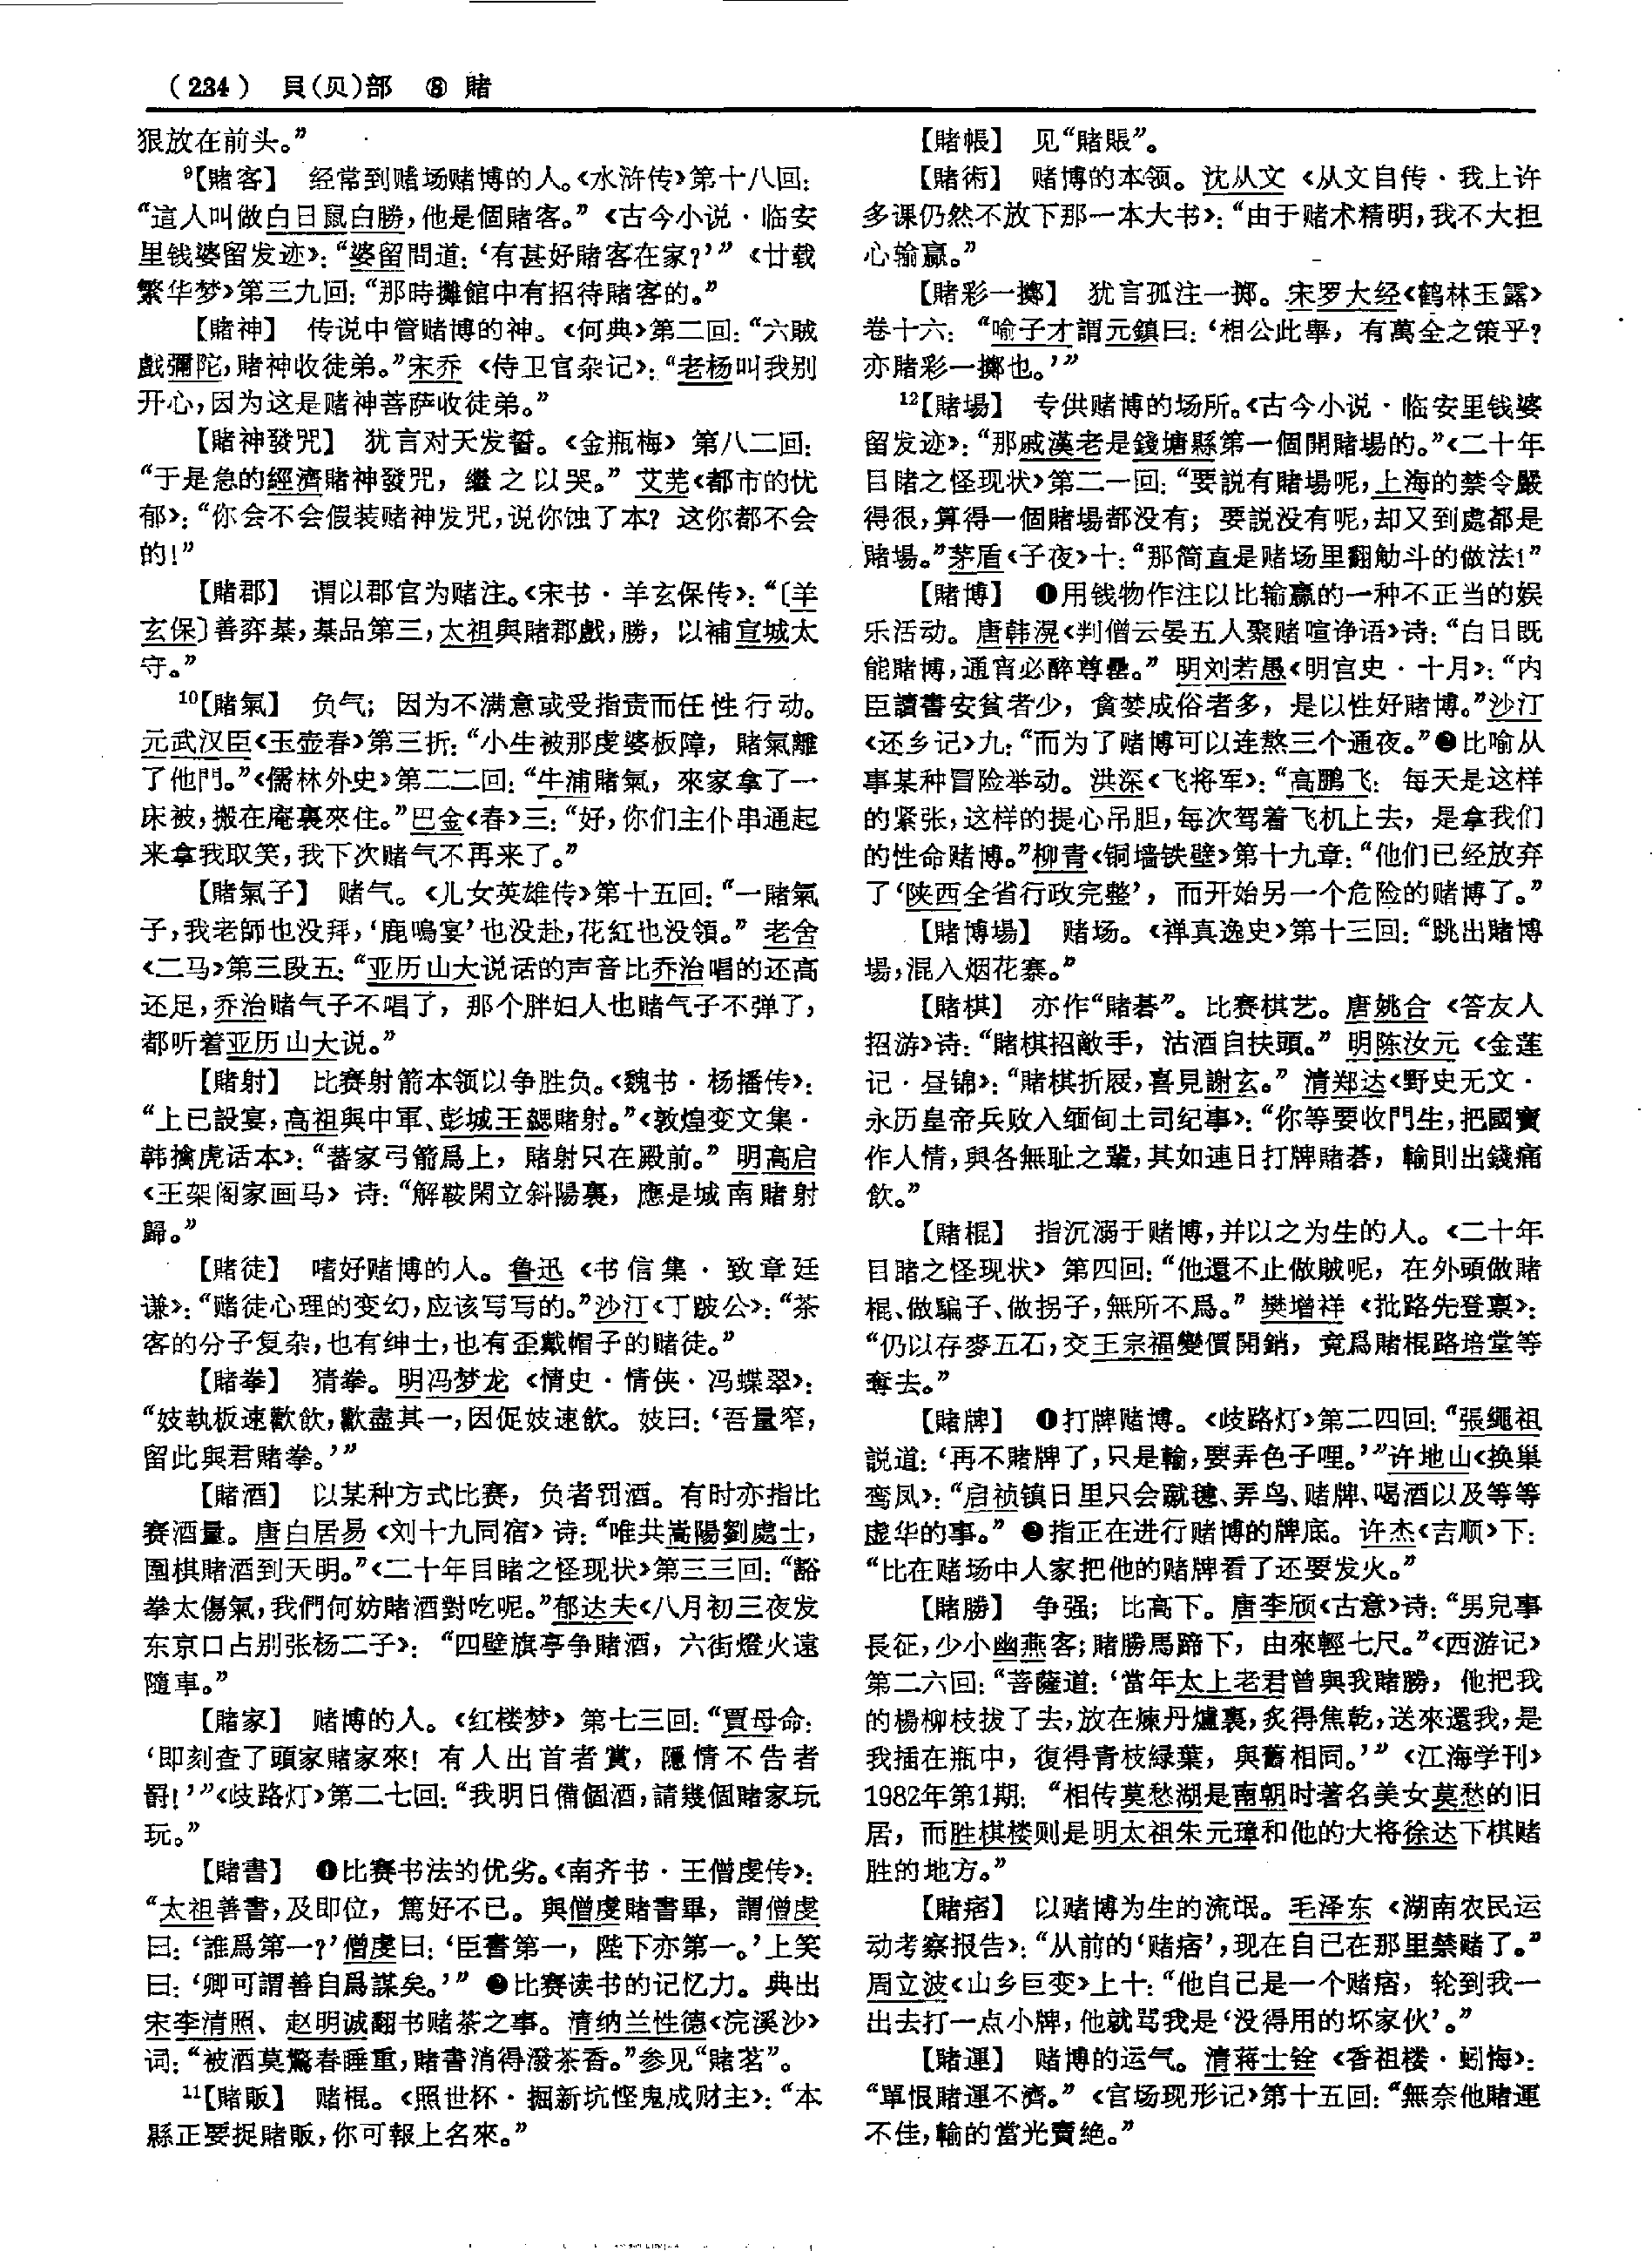 （234） 貝(贝)部 ⑧ 賭
狠放在前头。”
⁹【賭客】 经常到赌场赌博的人。《水浒传》第十八回：
“這人叫做白日鼠白勝，他是個賭客。”《古今小说·临安
里钱婆留发迹》：“婆留問道：‘有甚好賭客在家？’”《廿载
繁华梦》第三九回：“那時攤館中有招待賭客的。”
【賭神】 传说中管赌博的神。《何典》第二回：“六贼
戲彌陀，賭神收徒弟。”宋乔《侍卫官杂记》：“老杨叫我别
开心，因为这是赌神菩萨收徒弟。”
【賭神發咒】 犹言对天发誓。《金瓶梅》第八二回：
“于是急的經濟賭神發咒，繼之以哭。”艾芜《都市的忧
郁》：“你会不会假装赌神发咒，说你蚀了本？这你都不会
的！”
【賭郡】 谓以郡官为赌注。《宋书·羊玄保传》：“〔羊
玄保〕善弈棊，棊品第三，太祖與賭郡戲，勝，以補宣城太
守。”
¹⁰【賭氣】 负气；因为不满意或受指责而任性行动。
元武汉臣《玉壶春》第三折：“小生被那虔婆板障，賭氣離
了他門。”《儒林外史》第二二回：“牛浦賭氣，來家拿了一
床被，搬在庵裏來住。”巴金《春》三：“好，你们主仆串通起
来拿我取笑，我下次赌气不再来了。”
【賭氣子】 赌气。《儿女英雄传》第十五回：“一賭氣
子，我老師也没拜，‘鹿鳴宴’也没赴，花紅也没領。”老舍
《二马》第三段五：“亚历山大说话的声音比乔治唱的还高
还足，乔治赌气子不唱了，那个胖妇人也赌气子不弹了，
都听着亚历山大说。”
【賭射】 比赛射箭本领以争胜负。《魏书·杨播传》：
“上巳設宴，高祖與中軍、彭城王勰賭射。”《敦煌变文集·
韩擒虎话本》：“蕃家弓箭爲上，賭射只在殿前。”明高启
《王架阁家画马》诗：“解鞍閑立斜陽裏，應是城南賭射
歸。”
【賭徒】 嗜好赌博的人。鲁迅《书信集·致章廷
谦》：“赌徒心理的变幻，应该写写的。”沙汀《丁跛公》：“茶
客的分子复杂，也有绅士，也有歪戴帽子的赌徒。”
【賭拳】 猜拳。明冯梦龙《情史·情侠·冯蝶翠》：
“妓執板速歡飲，歡盡其一，因促妓速飲。妓曰：‘吾量窄，
留此與君賭拳。’”
【賭酒】 以某种方式比赛，负者罚酒。有时亦指比
赛酒量。唐白居易《刘十九同宿》诗：“唯共嵩陽劉處士，
圍棋賭酒到天明。”《二十年目睹之怪现状》第三三回：“豁
拳太傷氣，我們何妨賭酒對吃呢。”郁达夫《八月初三夜发
东京口占别张杨二子》：“四壁旗亭争賭酒，六街燈火遠
隨車。”
【賭家】 赌博的人。《红楼梦》第七三回：“賈母命：
‘即刻查了頭家賭家來！有人出首者賞，隱情不告者
罰！’”《歧路灯》第二七回：“我明日備個酒，請幾個賭家玩
玩。”
【賭書】 ❶比赛书法的优劣。《南齐书·王僧虔传》：
“太祖善書，及即位，篤好不已。與僧虔賭書畢，謂僧虔
曰：‘誰爲第一？’僧虔曰：‘臣書第一，陛下亦第一。’上笑
曰：‘卿可謂善自爲謀矣。’” ❷比赛读书的记忆力。典出
宋李清照、赵明诚翻书赌茶之事。清纳兰性德《浣溪沙》
词：“被酒莫驚春睡重，賭書消得潑茶香。”参见“賭茗”。
¹¹【賭販】 赌棍。《照世杯·掘新坑悭鬼成财主》：“本
縣正要捉賭販，你可報上名來。”
【賭帳】 见“賭賬”。
【賭術】 赌博的本领。沈从文《从文自传·我上许
多课仍然不放下那一本大书》：“由于赌术精明，我不大担
心输赢。”
【賭彩一擲】 犹言孤注一掷。宋罗大经《鹤林玉露》
卷十六：“喻子才謂元鎮曰：‘相公此舉，有萬全之策乎？
亦賭彩一擲也。’”
¹²【賭場】 专供赌博的场所。《古今小说·临安里钱婆
留发迹》：“那戚漢老是錢塘縣第一個開賭場的。”《二十年
目睹之怪现状》第二一回：“要説有賭場呢，上海的禁令嚴
得很，算得一個賭場都没有；要説没有呢，却又到處都是
賭場。”茅盾《子夜》十：“那简直是赌场里翻觔斗的做法！”
【賭博】 ❶用钱物作注以比输赢的一种不正当的娱
乐活动。唐韩滉《判僧云晏五人聚赌喧诤语》诗：“白日既
能賭博，通宵必醉尊罍。”明刘若愚《明宫史·十月》：“内
臣讀書安貧者少，貪婪成俗者多，是以性好賭博。”沙汀
《还乡记》九：“而为了赌博可以连熬三个通夜。”❷比喻从
事某种冒险举动。洪深《飞将军》：“高鹏飞：每天是这样
的紧张，这样的提心吊胆，每次驾着飞机上去，是拿我们
的性命赌博。”柳青《铜墙铁壁》第十九章：“他们已经放弃
了‘陕西全省行政完整’，而开始另一个危险的赌博了。”
【賭博場】 赌场。《禅真逸史》第十三回：“跳出賭博
場，混入烟花寨。”
【賭棋】 亦作“賭碁”。比赛棋艺。唐姚合《答友人
招游》诗：“賭棋招敵手，沽酒自扶頭。”明陈汝元《金莲
记·昼锦》：“賭棋折屐，喜見謝玄。”清郑达《野史无文·
永历皇帝兵败入缅甸土司纪事》：“你等要收門生，把國寶
作人情，與各無耻之輩，其如連日打牌賭碁，輸則出錢痛
飲。”
【賭棍】 指沉溺于赌博，并以之为生的人。《二十年
目睹之怪现状》第四回：“他還不止做贼呢，在外頭做賭
棍、做騙子、做拐子，無所不爲。”樊增祥《批路先登禀》：
“仍以存麥五石，交王宗福變價開銷，竟爲賭棍路培堂等
奪去。”
【賭牌】 ❶打牌赌博。《歧路灯》第二四回：“張繩祖
説道：‘再不賭牌了，只是輸，要弄色子哩。’”许地山《换巢
鸾凤》：“启祯镇日里只会蹴毬、弄鸟、赌牌、喝酒以及等等
虚华的事。”❷指正在进行赌博的牌底。许杰《吉顺》下：
“比在赌场中人家把他的赌牌看了还要发火。”
【賭勝】 争强；比高下。唐李颀《古意》诗：“男兒事
長征，少小幽燕客；賭勝馬蹄下，由來輕七尺。”《西游记》
第二六回：“菩薩道：‘當年太上老君曾與我賭勝，他把我
的楊柳枝拔了去，放在煉丹爐裏，炙得焦乾，送來還我，是
我插在瓶中，復得青枝緑葉，與舊相同。’”《江海学刊》
1982年第1期：“相传莫愁湖是南朝时著名美女莫愁的旧
居，而胜棋楼则是明太祖朱元璋和他的大将徐达下棋赌
胜的地方。”
【賭痞】 以赌博为生的流氓。毛泽东《湖南农民运
动考察报告》：“从前的‘赌痞’，现在自己在那里禁赌了。”
周立波《山乡巨变》上十：“他自己是一个赌痞，轮到我一
出去打一点小牌，他就骂我是‘没得用的坏家伙’。”
【賭運】 赌博的运气。清蒋士铨《香祖楼·蚓悔》：
“單恨賭運不濟。”《官场现形记》第十五回：“無奈他賭運
不佳，輸的當光賣絶。”